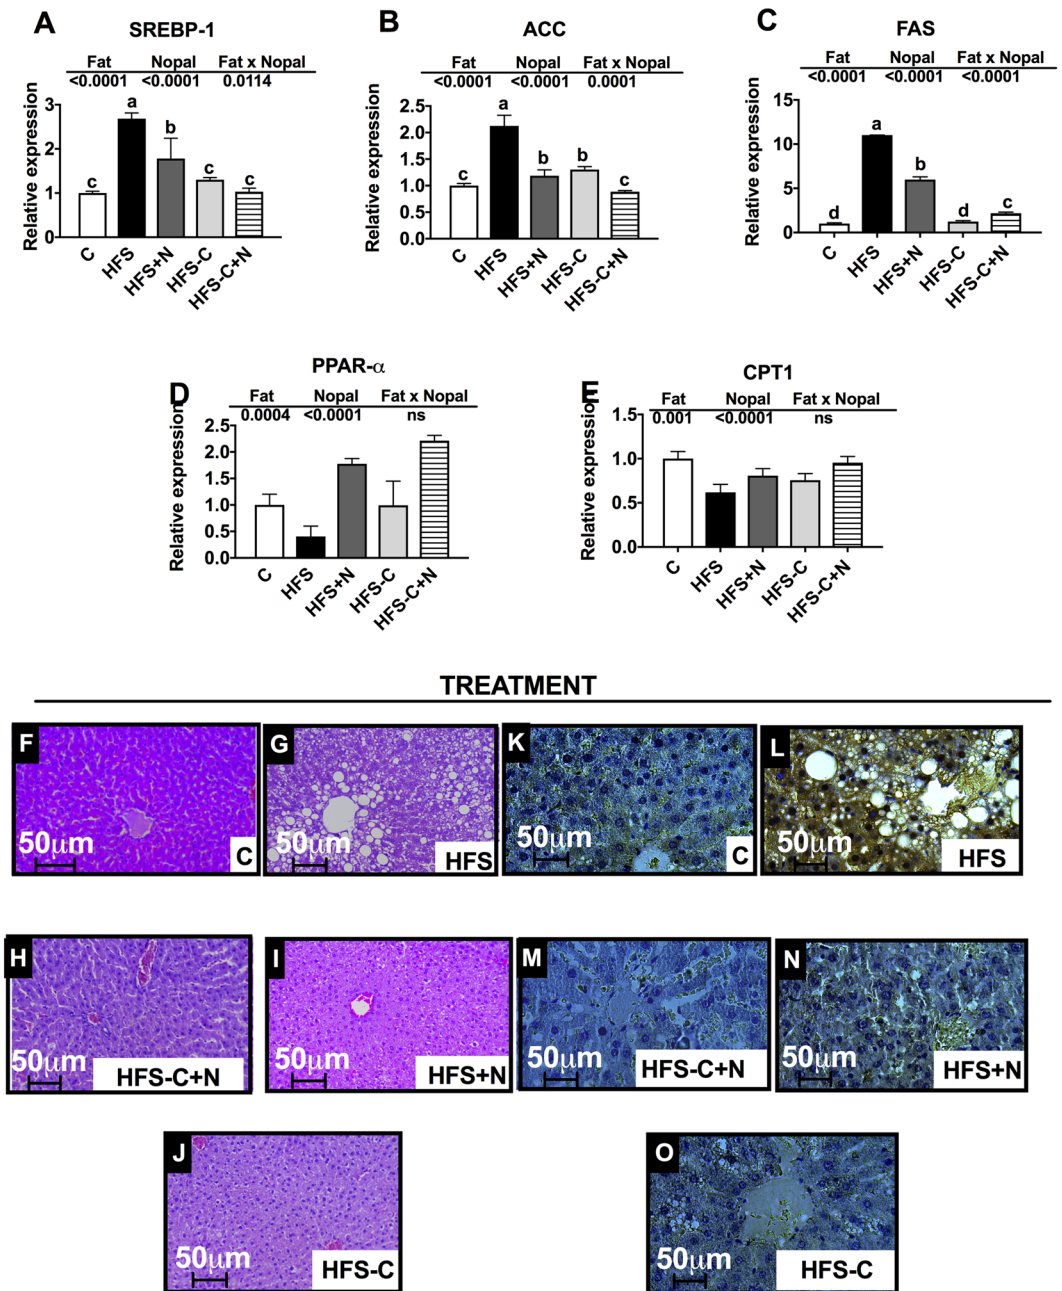 A
SREBP-1
Fat Nopal Fat x Nopal
<0.0001 <0.0001 0.0114
Relative expression
3
2
1
0
c a b c c
C HFS HFS+N HFS-C HFS-C+N
B
ACC
Fat Nopal Fat x Nopal
<0.0001 <0.0001 0.0001
Relative expression
2.5
2.0
1.5
1.0
0.5
0.0
c a b b c
C HFS HFS+N HFS-C HFS-C+N
C
FAS
Fat Nopal Fat x Nopal
<0.0001 <0.0001 <0.0001
Relative expression
15
10
5
0
d a b d c
C HFS HFS+N HFS-C HFS-C+N
D
PPAR-α
Fat Nopal Fat x Nopal
0.0004 <0.0001 ns
Relative expression
2.5
2.0
1.5
1.0
0.5
0.0
C HFS HFS+N HFS-C HFS-C+N
E
CPT1
Fat Nopal Fat x Nopal
0.001 <0.0001 ns
Relative expression
1.5
1.0
0.5
0.0
C HFS HFS+N HFS-C HFS-C+N
TREATMENT
F
50μm
C
G
50μm
HFS
K
50μm
C
L
50μm
HFS
H
50μm
HFS-C+N
I
50μm
HFS+N
M
50μm
HFS-C+N
N
50μm
HFS+N
J
50μm
HFS-C
O
50μm
HFS-C